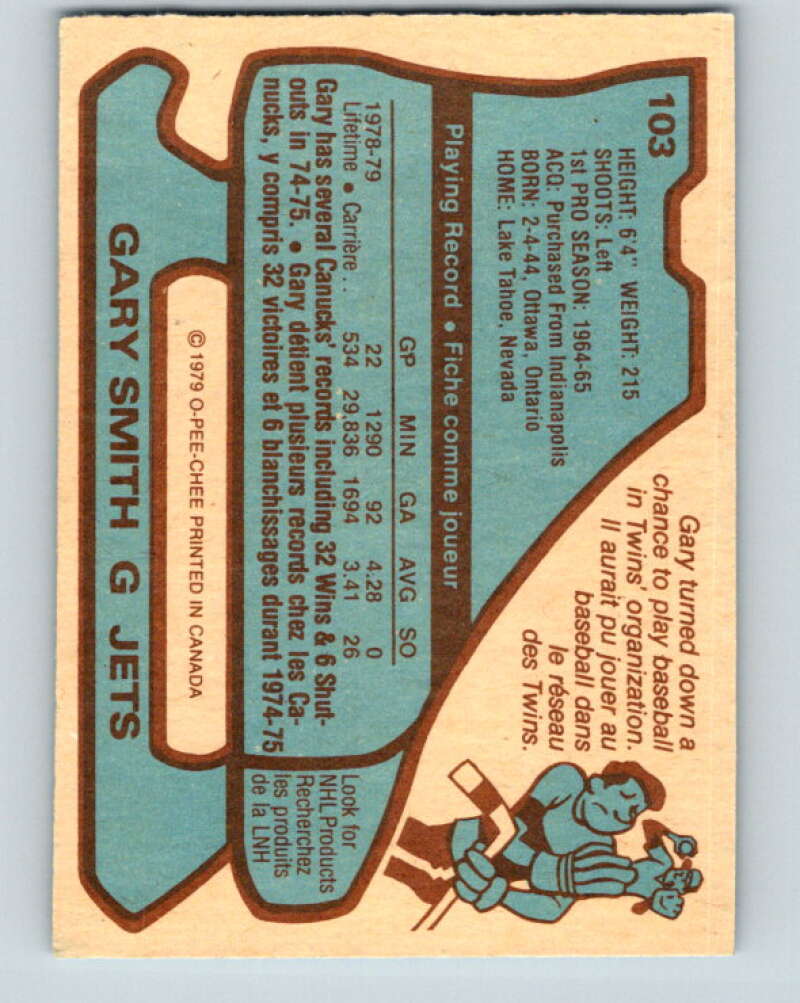 103
HEIGHT: 6'4" WEIGHT: 215
SHOOTS: Left
1st PRO SEASON: 1964-65
ACQ: Purchased From Indianapolis
BORN: 2-4-44, Ottawa, Ontario
HOME: Lake Tahoe, Nevada
Gary turned down a
chance to play baseball
in Twins' organization.
Il aurait pu jouer au
baseball dans
le réseau
des Twins.
Playing Record • Fiche comme joueur
GP MIN GA AVG SO
1978-79 22 1290 92 4.28 0
Lifetime • Carrière . . 534 29,836 1694 3.41 26
Gary has several Canucks' records including 32 Wins & 6 Shut-
outs in 74-75. • Gary détient plusieurs records chez les Ca-
nucks, y compris 32 victoires et 6 blanchissages durant 1974-75
Look for
NHL Products
Recherchez
les produits
de la LNH
© 1979 O-PEE-CHEE PRINTED IN CANADA
GARY SMITH G JETS